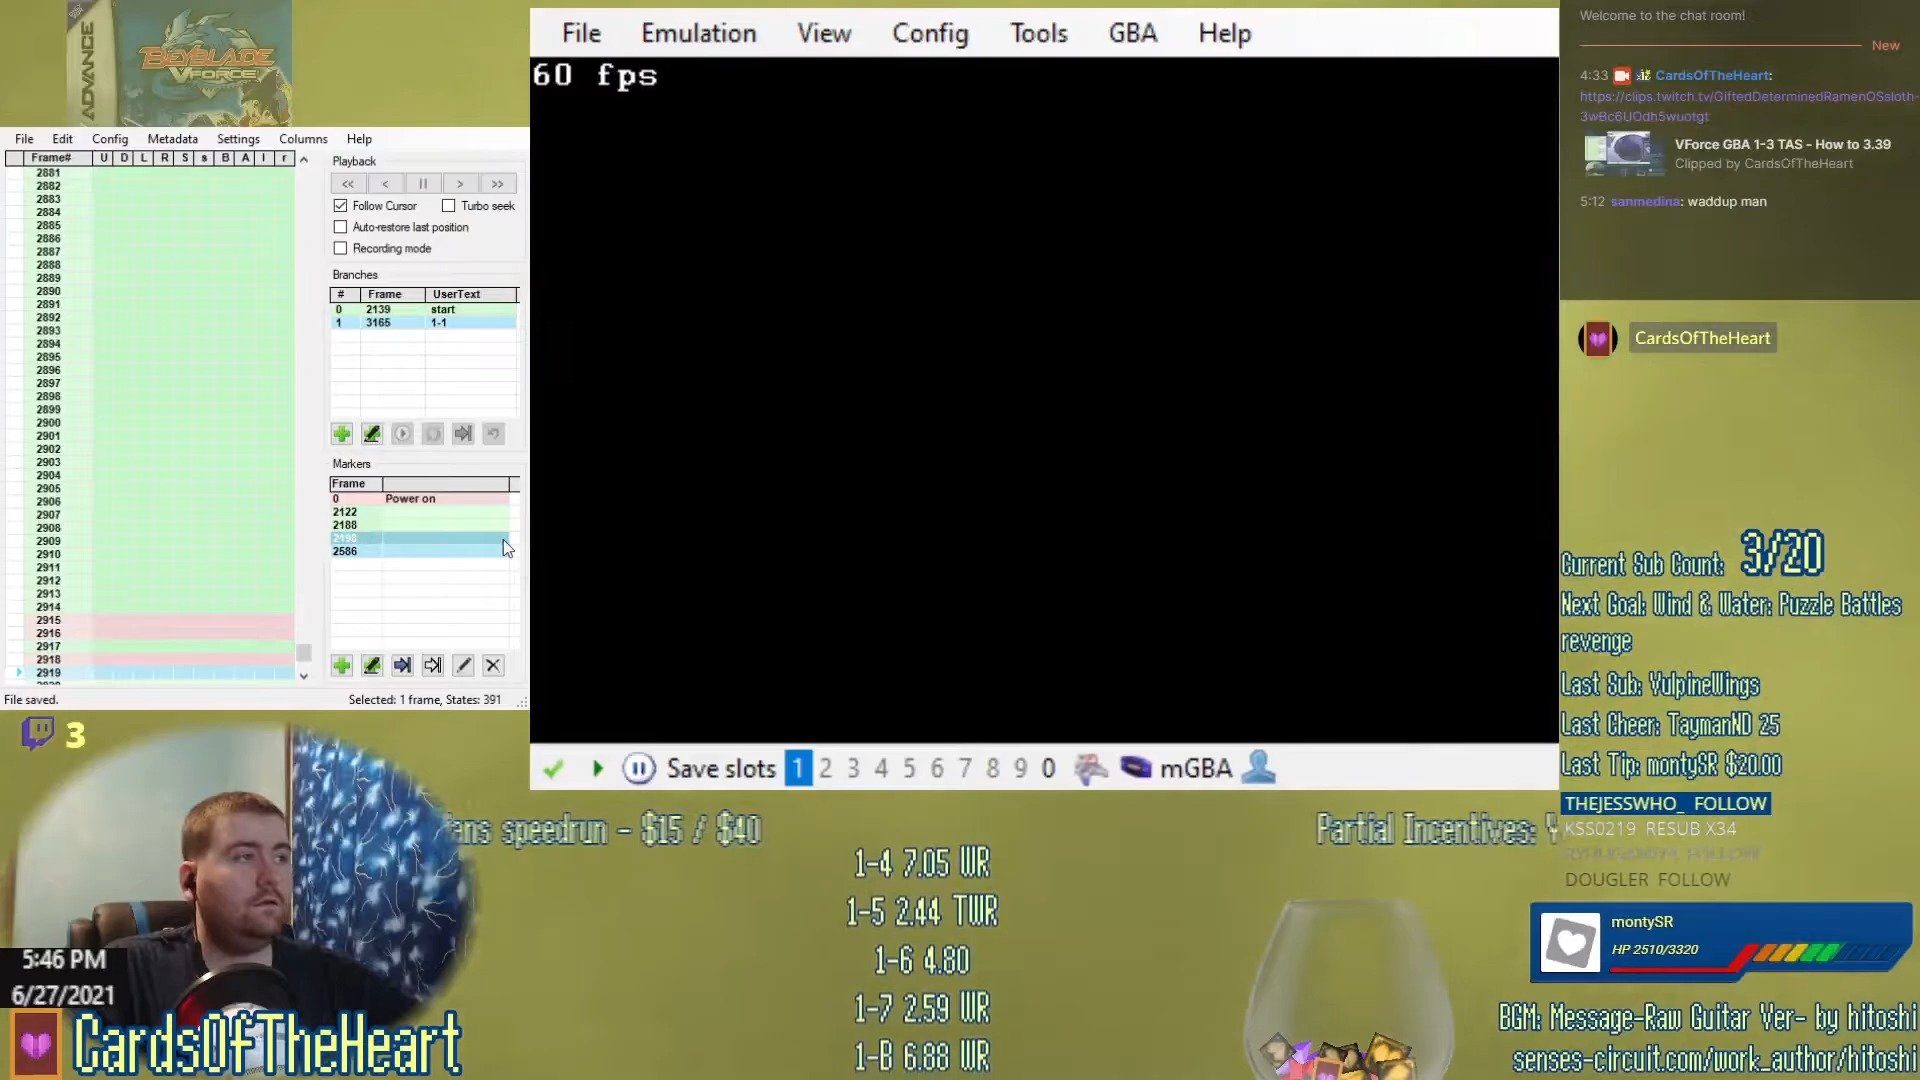 ADVANCE
BEYBLADE
VFORCE
File Emulation View Config Tools GBA Help
60 fps
Welcome to the chat room!
New
4:33 CardsOfTheHeart:
https://clips.twitch.tv/GiftedDeterminedRamenOSsloth-
3wBc6UOdh5wuotgt
VForce GBA 1-3 TAS - How to 3.39
Clipped by CardsOfTheHeart
5:12 sanmedina: waddup man
File Edit Config Metadata Settings Columns Help
Frame# U D L R S s B A l r
2881
2882
2883
2884
2885
2886
2887
2888
2889
2890
2891
2892
2893
2894
2895
2896
2897
2898
2899
2900
2901
2902
2903
2904
2905
2906
2907
2908
2909
2910
2911
2912
2913
2914
2915
2916
2917
2918
2919
Playback
<< < || > >>
Follow Cursor Turbo seek
Auto-restore last position
Recording mode
Branches
# Frame UserText
0 2139 start
1 3165 1-1
Markers
Frame
0 Power on
2122
2188
2198
2586
File saved. Selected: 1 frame, States: 391
CardsOfTheHeart
Current Sub Count: 3/20
Next Goal: Wind & Water: Puzzle Battles
revenge
Last Sub: VulpineWings
Last Cheer: TaymanND 25
Last Tip: montySR $20.00
THEJESSWHO_ FOLLOW
KSS0219 RESUB X34
DOUGLER FOLLOW
Save slots 1 2 3 4 5 6 7 8 9 0 mGBA
3
ans speedrun - $15 / $40
Partial Incentives:
1-4 7.05 WR
1-5 2.44 TWR
1-6 4.80
1-7 2.59 WR
1-B 6.88 WR
montySR
HP 2510/3320
5:46 PM
6/27/2021
CardsOfTheHeart
BGM: Message-Raw Guitar Ver- by hitoshi
senses-circuit.com/work_author/hitoshi